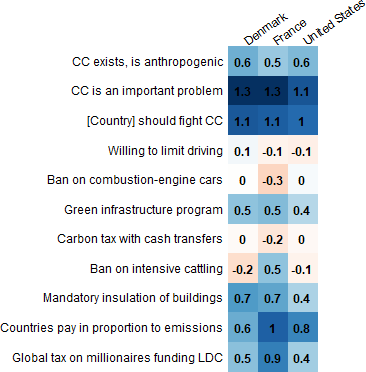 Denmark France United States
CC exists, is anthropogenic 0.6 0.5 0.6
CC is an important problem 1.3 1.3 1.1
[Country] should fight CC 1.1 1.1 1
Willing to limit driving 0.1 -0.1 -0.1
Ban on combustion-engine cars 0 -0.3 0
Green infrastructure program 0.5 0.5 0.4
Carbon tax with cash transfers 0 -0.2 0
Ban on intensive cattling -0.2 0.5 -0.1
Mandatory insulation of buildings 0.7 0.7 0.4
Countries pay in proportion to emissions 0.6 1 0.8
Global tax on millionaires funding LDC 0.5 0.9 0.4